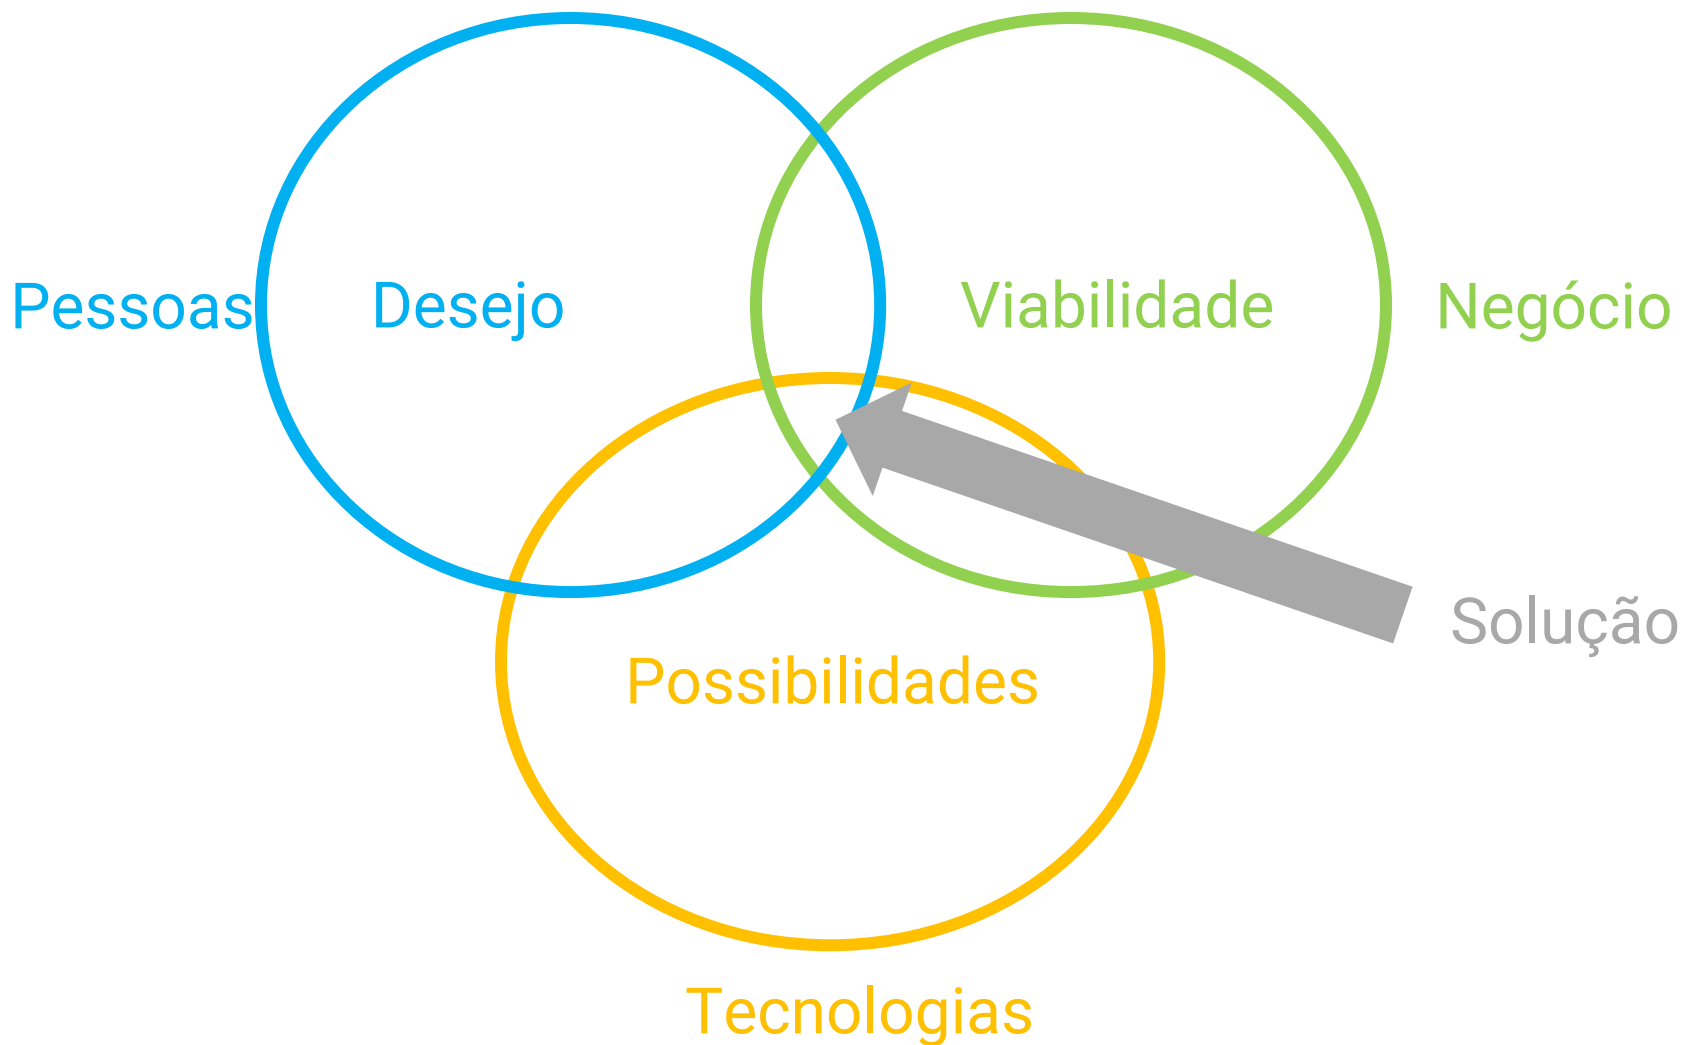 Pessoas
Desejo
Viabilidade
Negócio
Solução
Possibilidades
Tecnologias